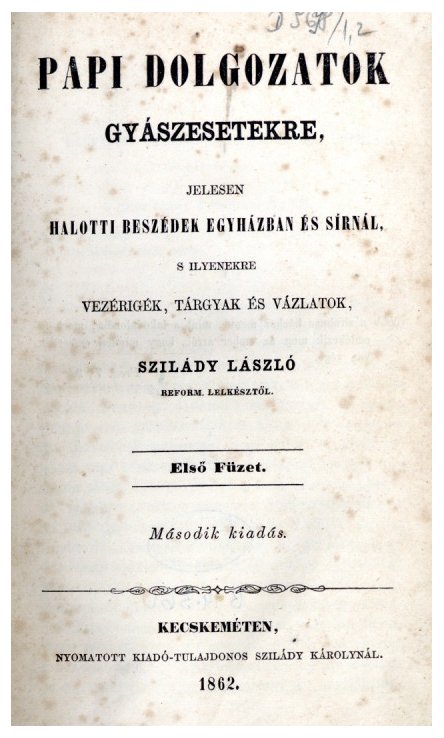 PAPI DOLGOZATOK
GYÁSZESETEKRE,
JELESEN
HALOTTI BESZÉDEK EGYHÁZBAN ÉS SÍRNÁL,
S ILYENEKRE
VEZÉRIGÉK, TÁRGYAK ÉS VÁZLATOK,
SZILÁDY LÁSZLÓ
REFORM. LELKÉSZTŐL.
Első Füzet.
Második kiadás.
KECSKEMÉTEN,
NYOMATOTT KIADÓ-TULAJDONOS SZILÁDY KÁROLYNÁL.
1862.